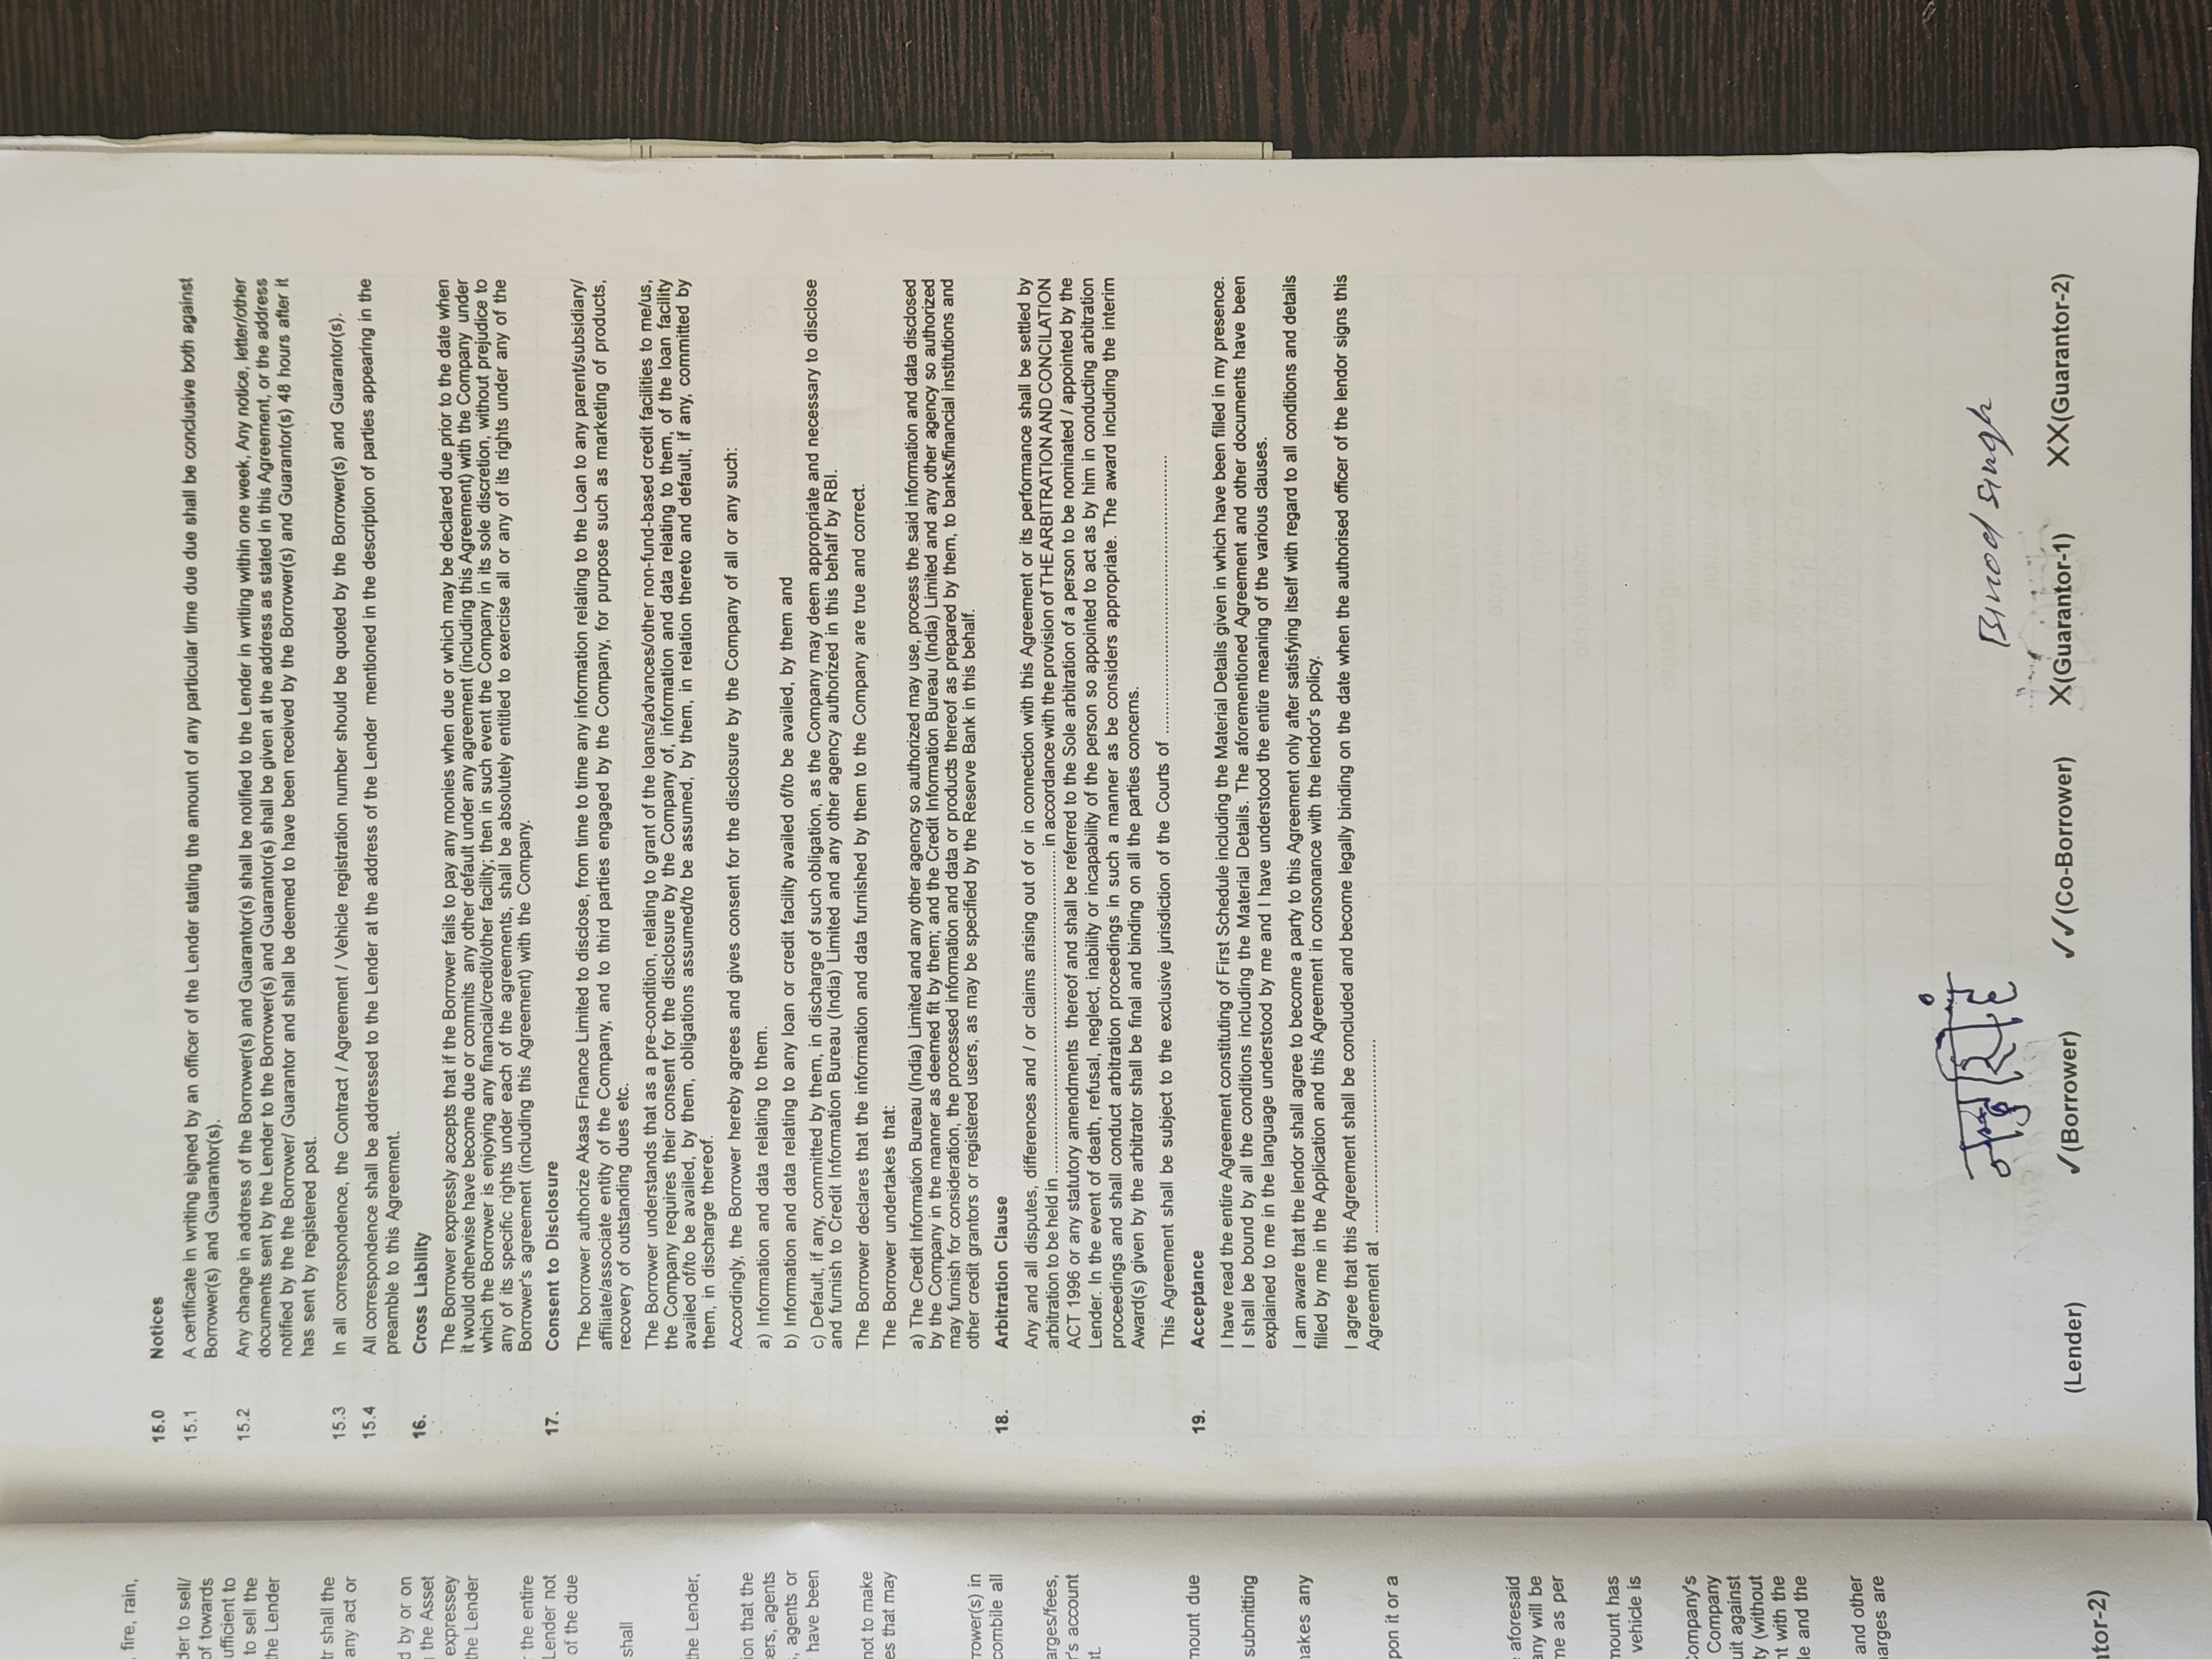 , fire, rain,
der to sell/
of towards
ufficient to
to sell the
the Lender
tr shall the
any act or
d by or on
the Asset
expressey
the Lender
r the entire
Lender not
of the due
shall
the Lender,
ion that the
cers, agents
, agents or
have been
not to make
es that may
rower(s) in
combile all
arges/fees,
r's account
nt.
mount due
submitting
nakes any
pon it or a
aforesaid
any will be
me as per
mount has
vehicle is
Company's
Company
uit against
ty (without
nt with the
le and the
and other
harges are
ntor-2)
15.0 Notices
15.1 A certificate in writing signed by an officer of the Lender stating the amount of any particular time due due shall be conclusive both against
Borrower(s) and Guarantor(s).
15.2 Any change in address of the Borrower(s) and Guarantor(s) shall be notified to the Lender in writing within one week, Any notice, letter/other
documents sent by the Lender to the Borrower(s) and Guarantor(s) shall be given at the address as stated in this Agreement, or the address
notified by the the Borrower/ Guarantor and shall be deemed to have been received by the Borrower(s) and Guarantor(s) 48 hours after it
has sent by registered post.
15.3 In all correspondence, the Contract / Agreement / Vehicle registration number should be quoted by the Borrower(s) and Guarantor(s).
15.4 All correspondence shall be addressed to the Lender at the address of the Lender mentioned in the description of parties appearing in the
preamble to this Agreement.
16. Cross Liability
The Borrower expressly accepts that if the Borrower fails to pay any monies when due or which may be declared due prior to the date when
it would otherwise have become due or commits any other default under any agreement (including this Agreement) with the Company under
which the Borrower is enjoying any financial/credit/other facility; then in such event the Company in its sole discretion, without prejudice to
any of its specific rights under each of the agreements, shall be absolutely entitled to exercise all or any of its rights under any of the
Borrower's agreement (including this Agreement) with the Company.
17. Consent to Disclosure
The borrower authorize Akasa Finance Limited to disclose, from time to time any information relating to the Loan to any parent/subsidiary/
affiliate/associate entity of the Company, and to third parties engaged by the Company, for purpose such as marketing of products,
recovery of outstanding dues etc.
The Borrower understands that as a pre-condition, relating to grant of the loans/advances/other non-fund-based credit facilities to me/us,
the Company requires their consent for the disclosure by the Company of, information and data relating to them, of the loan facility
availed of/to be availed, by them, obligations assumed/to be assumed, by them, in relation thereto and default, if any, committed by
them, in discharge thereof.
Accordingly, the Borrower hereby agrees and gives consent for the disclosure by the Company of all or any such:
a) Information and data relating to them.
b) Information and data relating to any loan or credit facility availed of/to be availed, by them and
c) Default, if any, committed by them, in discharge of such obligation, as the Company may deem appropriate and necessary to disclose
and furnish to Credit Information Bureau (India) Limited and any other agency authorized in this behalf by RBI.
The Borrower declares that the information and data furnished by them to the Company are true and correct.
The Borrower undertakes that:
a) The Credit Information Bureau (India) Limited and any other agency so authorized may use, process the said information and data disclosed
by the Company in the manner as deemed fit by them; and the Credit Information Bureau (India) Limited and any other agency so authorized
may furnish for consideration, the processed information and data or products thereof as prepared by them, to banks/financial institutions and
other credit grantors or registered users, as may be specified by the Reserve Bank in this behalf.
18. Arbitration Clause
Any and all disputes, differences and / or claims arising out of or in connection with this Agreement or its performance shall be settled by
arbitration to be held in ........................................................ in accordance with the provision of THE ARBITRATION AND CONCILATION
ACT 1996 or any statutory amendments thereof and shall be referred to the Sole arbitration of a person to be nominated / appointed by the
Lender. In the event of death, refusal, neglect, inability or incapability of the person so appointed to act as by him in conducting arbitration
proceedings and shall conduct arbitration proceedings in such a manner as be considers appropriate. The award including the interim
Award(s) given by the arbitrator shall be final and binding on all the parties concerns.
This Agreement shall be subject to the exclusive jurisdiction of the Courts of ........................................................
19. Acceptance
I have read the entire Agreement constituting of First Schedule including the Material Details given in which have been filled in my presence.
I shall be bound by all the conditions including the Material Details. The aforementioned Agreement and other documents have been
explained to me in the language understood by me and I have understood the entire meaning of the various clauses.
I am aware that the lendor shall agree to become a party to this Agreement only after satisfying itself with regard to all conditions and details
filled by me in the Application and this Agreement in consonance with the lendor's policy.
I agree that this Agreement shall be concluded and become legally binding on the date when the authorised officer of the lendor signs this
Agreement at .......................................
सिंह Binod singh
(Lender) ✓(Borrower) ✓✓(Co-Borrower) X(Guarantor-1) XX(Guarantor-2)